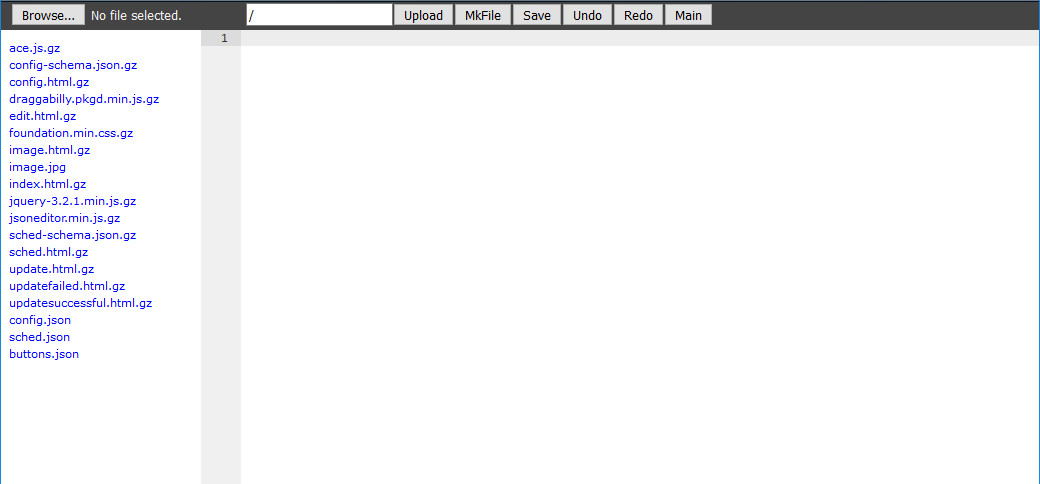 Browse... No file selected. / Upload MkFile Save Undo Redo Main
1
ace.js.gz
config-schema.json.gz
config.html.gz
draggabilly.pkgd.min.js.gz
edit.html.gz
foundation.min.css.gz
image.html.gz
image.jpg
index.html.gz
jquery-3.2.1.min.js.gz
jsoneditor.min.js.gz
sched-schema.json.gz
sched.html.gz
update.html.gz
updatefailed.html.gz
updatesuccessful.html.gz
config.json
sched.json
buttons.json